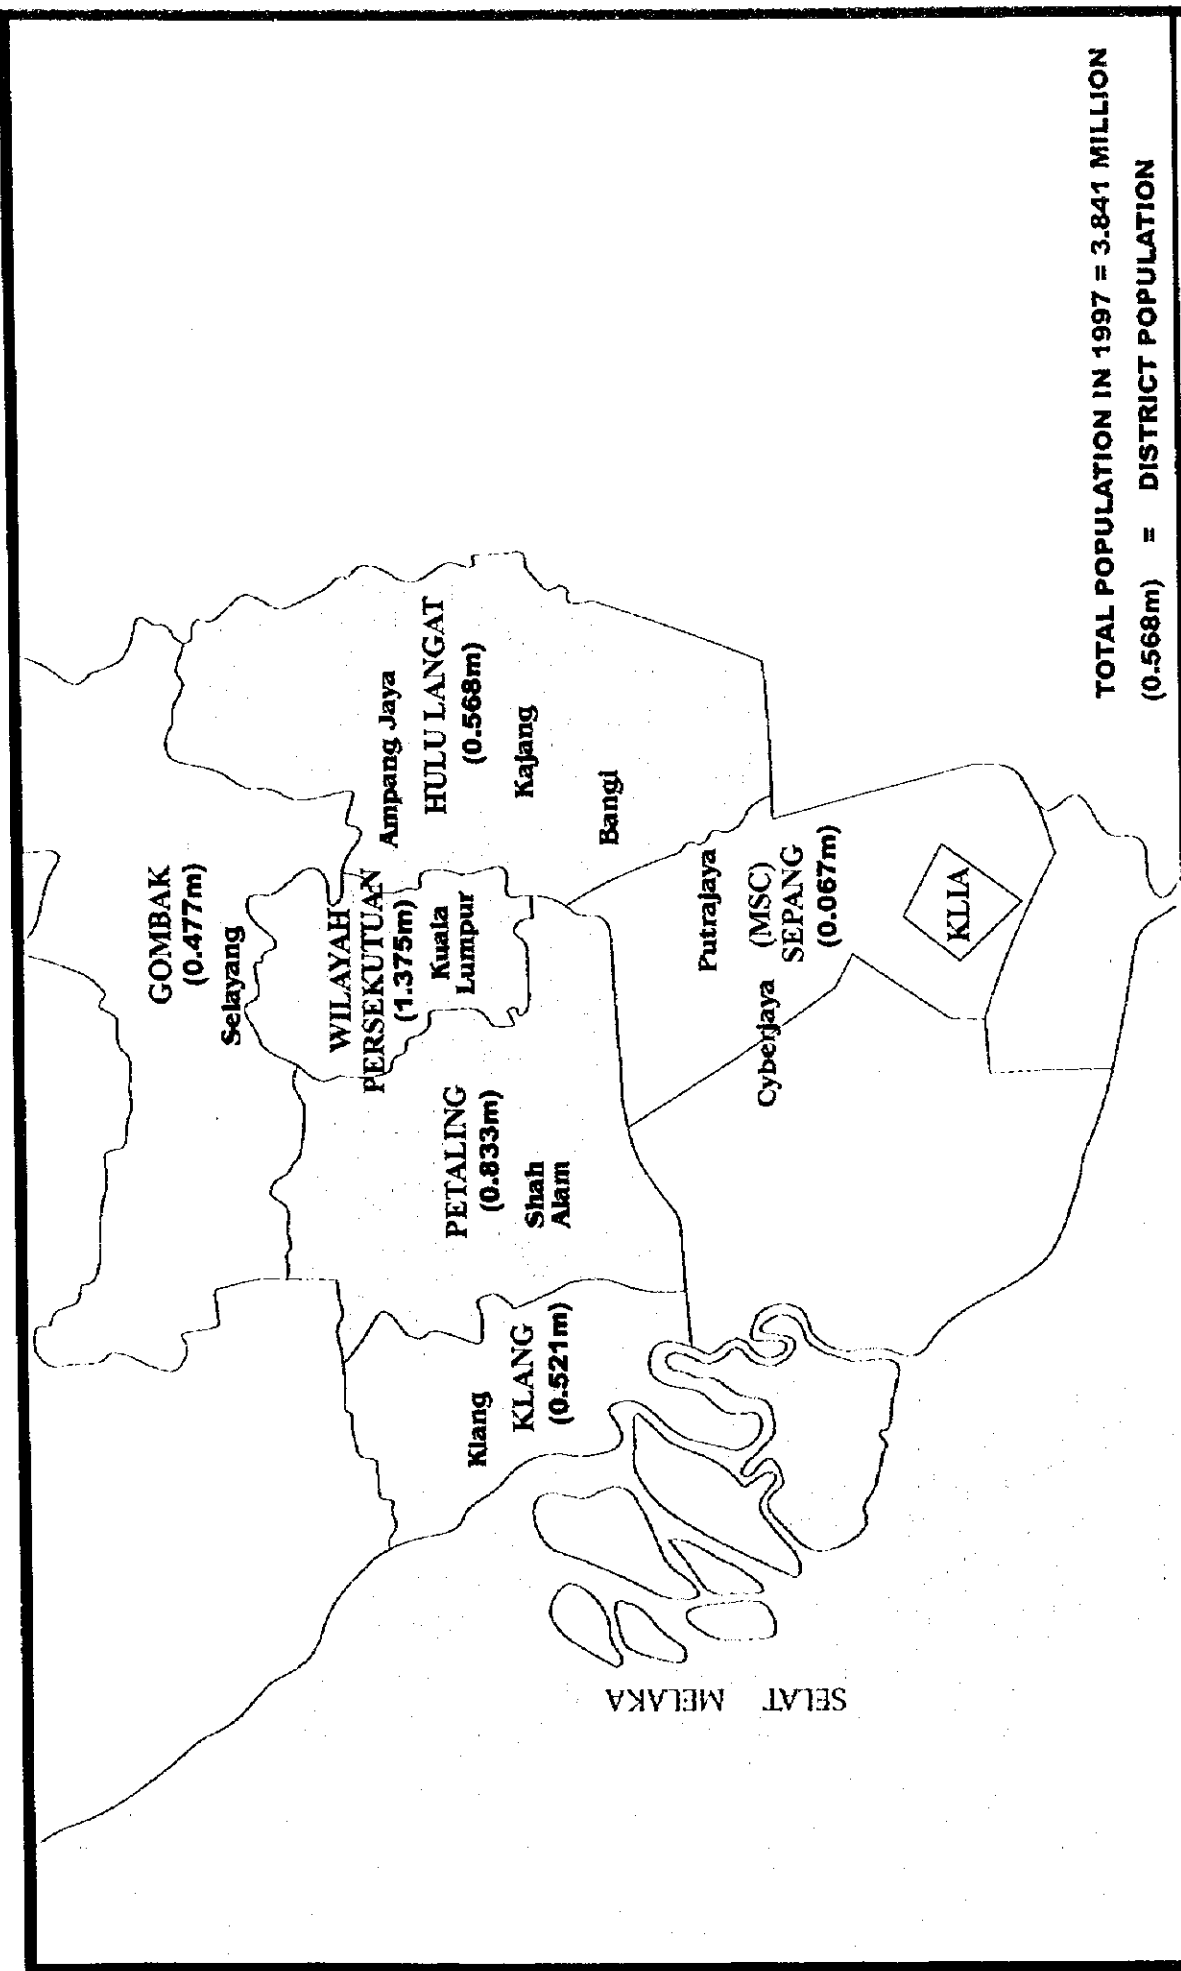 GOMBAK
(0.477m)
Selayang
WILAYAH
PERSEKUTUAN
(1.375m)
Kuala
Lumpur
Ampang Jaya
HULU LANGAT
(0.568m)
Kajang
Bangi
PETALING
(0.833m)
Shah
Alam
Klang
KLANG
(0.521m)
Putrajaya
(MSC)
SEPANG
(0.067m)
Cyberjaya
KLIA
SELAT MELAKA
TOTAL POPULATION IN 1997 = 3.841 MILLION
(0.568m) = DISTRICT POPULATION